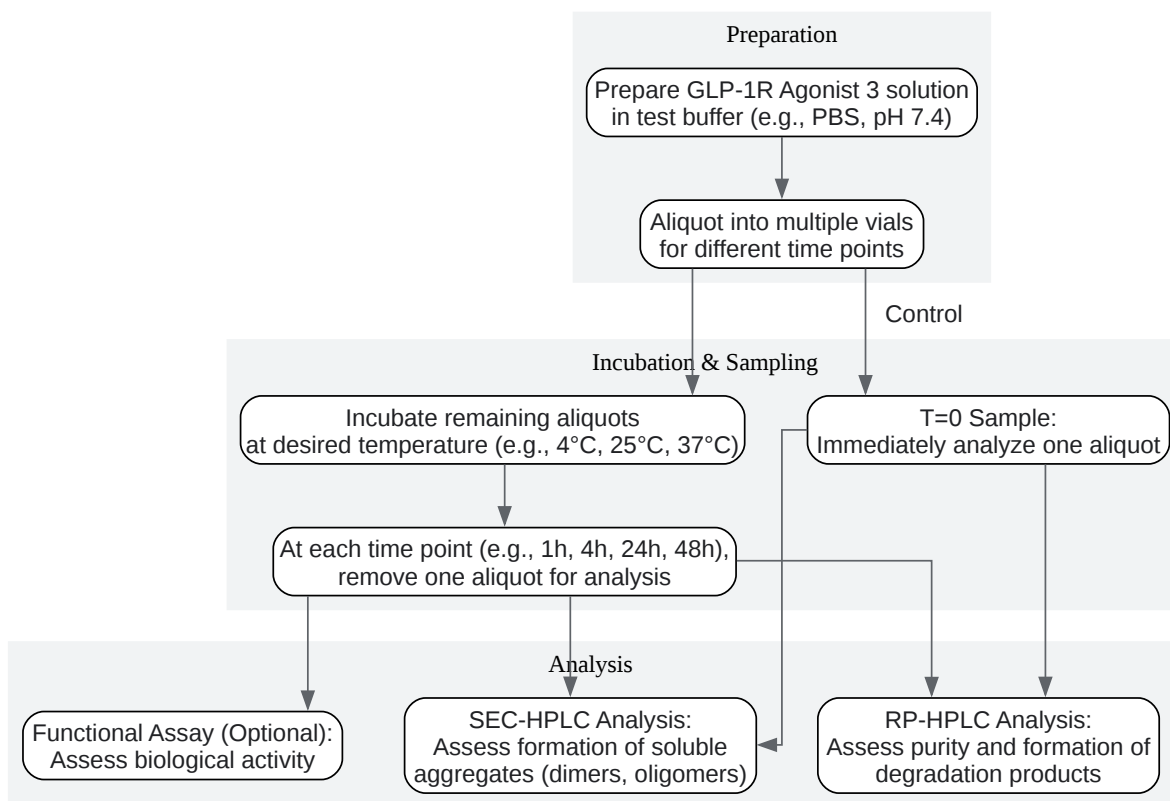 Preparation
Prepare GLP-1R Agonist 3 solution
in test buffer (e.g., PBS, pH 7.4)
Aliquot into multiple vials
for different time points
Control
Incubation & Sampling
Incubate remaining aliquots
at desired temperature (e.g., 4°C, 25°C, 37°C)
T=0 Sample:
Immediately analyze one aliquot
At each time point (e.g., 1h, 4h, 24h, 48h),
remove one aliquot for analysis
Analysis
Functional Assay (Optional):
Assess biological activity
SEC-HPLC Analysis:
Assess formation of soluble
aggregates (dimers, oligomers)
RP-HPLC Analysis:
Assess purity and formation of
degradation products